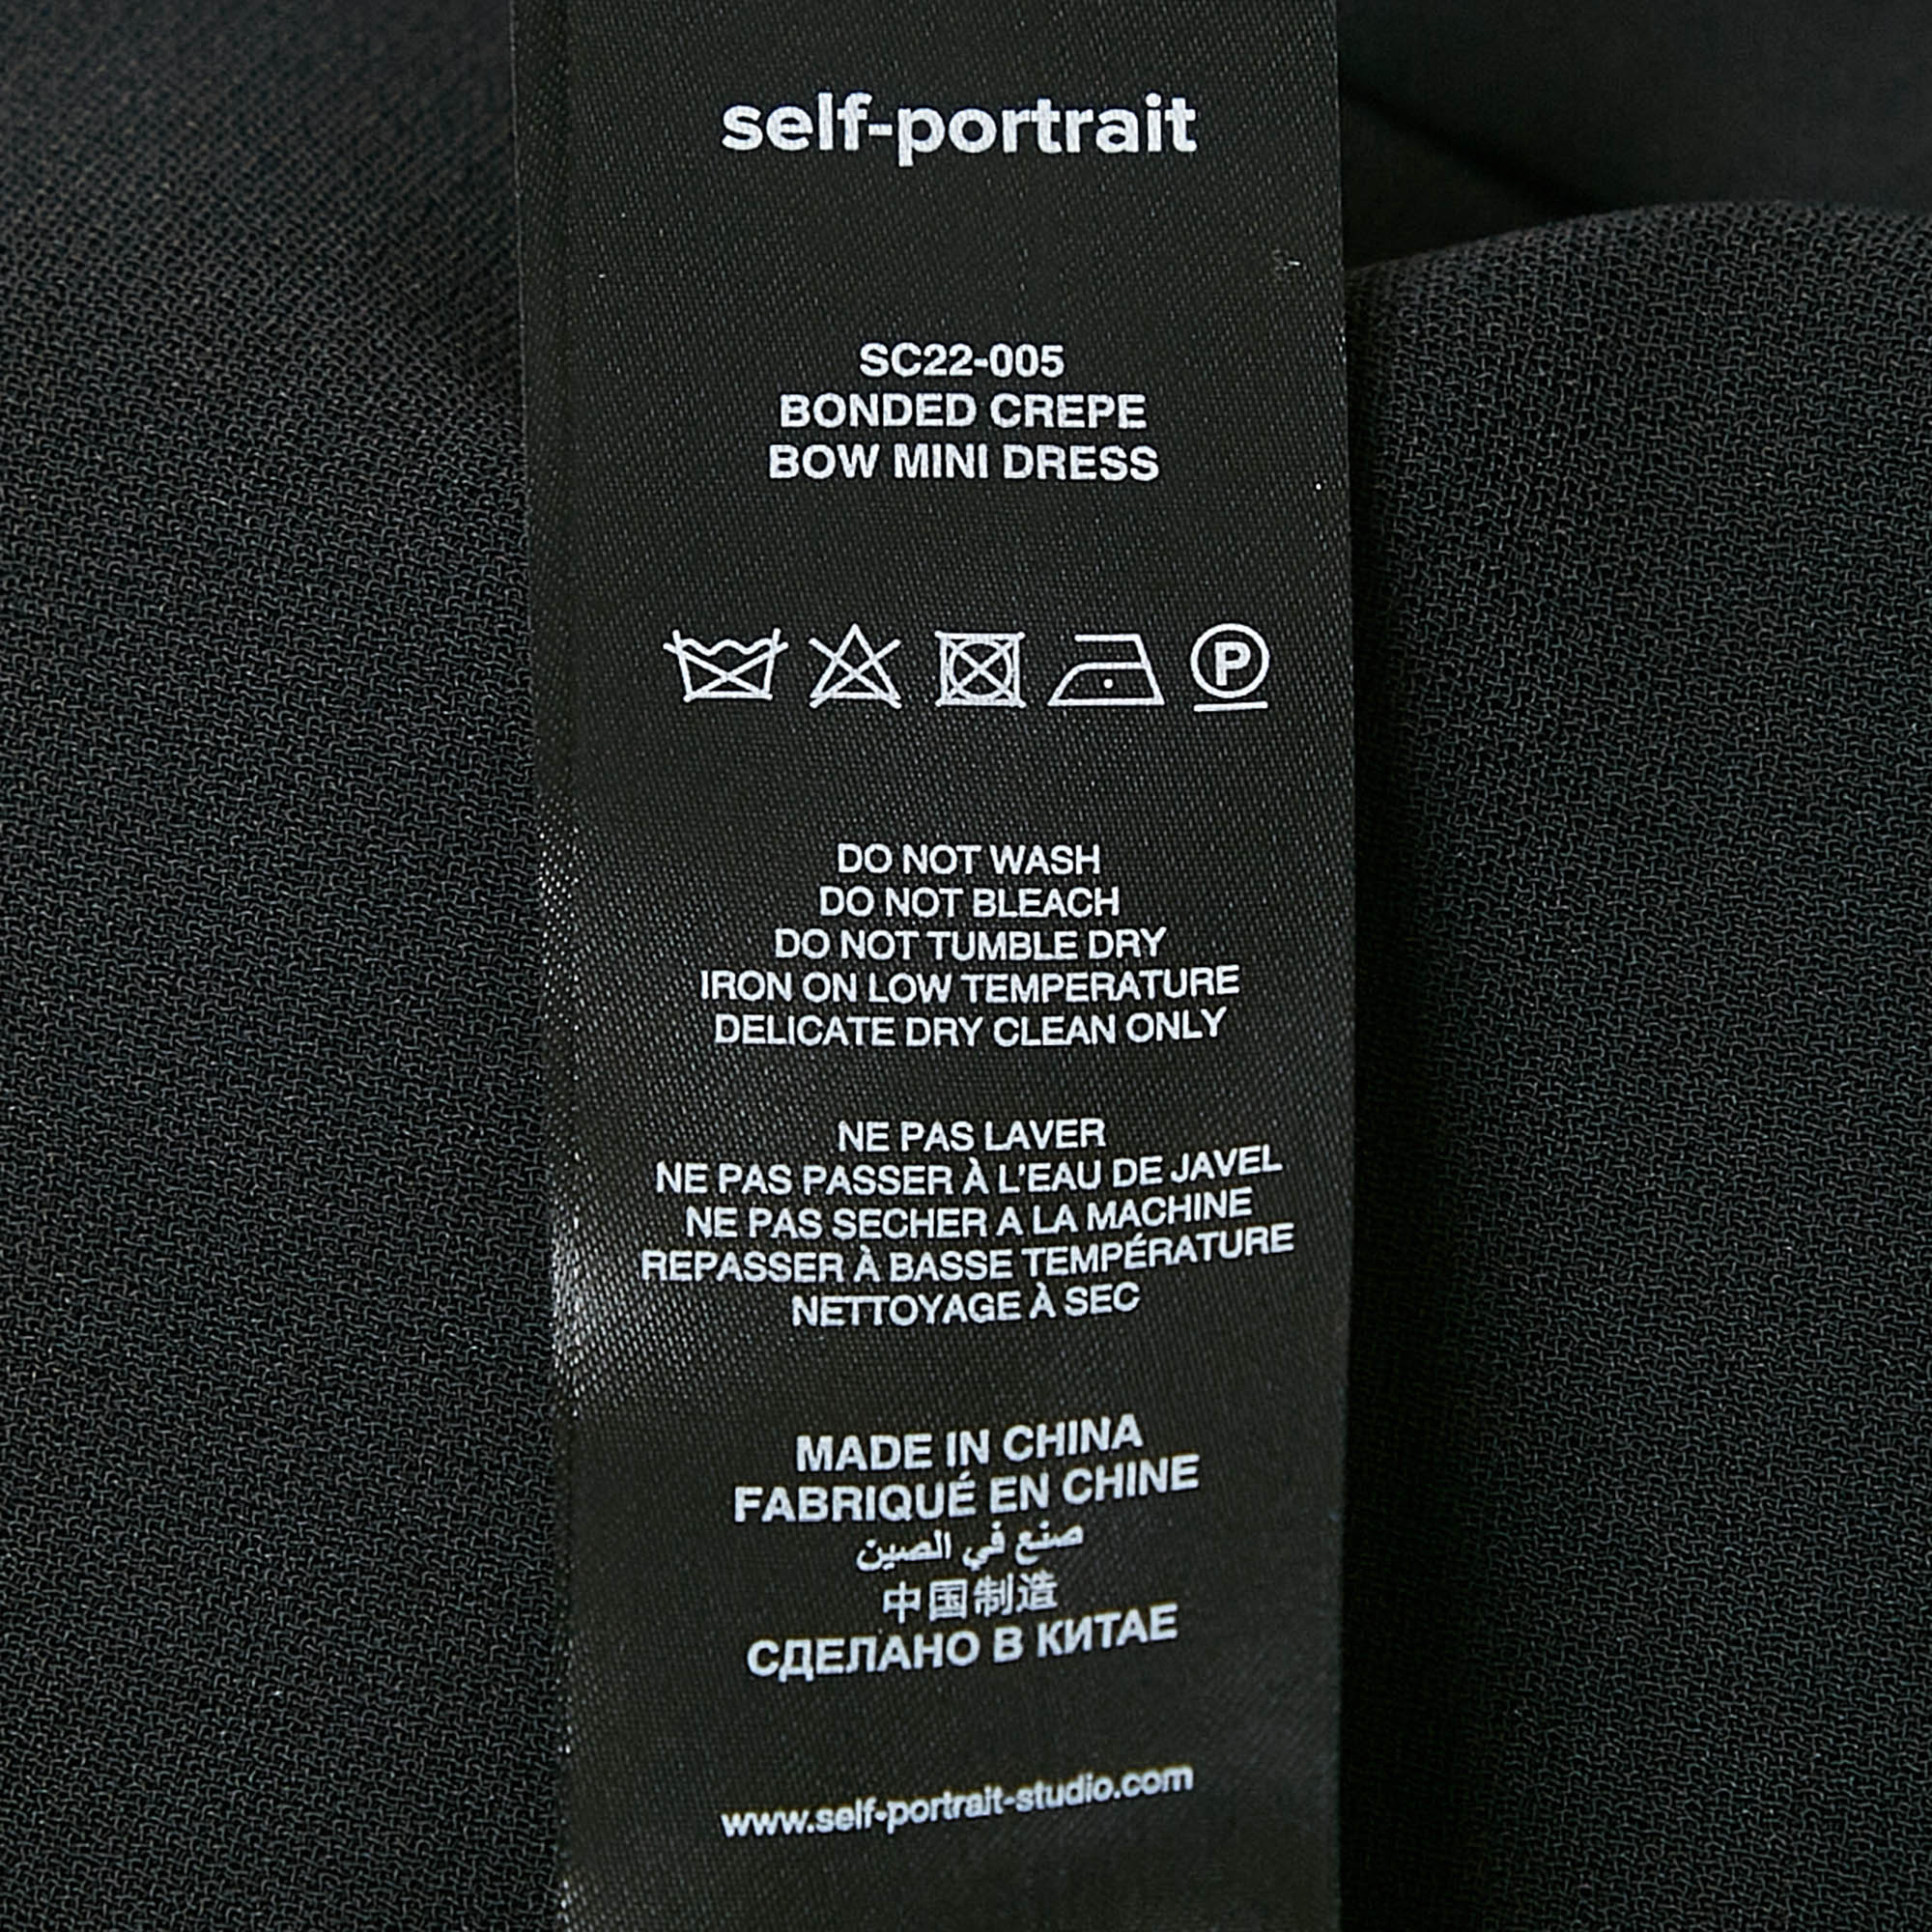 self-portrait
SC22-005
BONDED CREPE
BOW MINI DRESS
P
DO NOT WASH
DO NOT BLEACH
DO NOT TUMBLE DRY
IRON ON LOW TEMPERATURE
DELICATE DRY CLEAN ONLY
NE PAS LAVER
NE PAS PASSER À L'EAU DE JAVEL
NE PAS SECHER A LA MACHINE
REPASSER À BASSE TEMPÉRATURE
NETTOYAGE À SEC
MADE IN CHINA
FABRIQUÉ EN CHINE
صنع في الصين
中国制造
СДЕЛАНО В КИТАЕ
www.self-portrait-studio.com